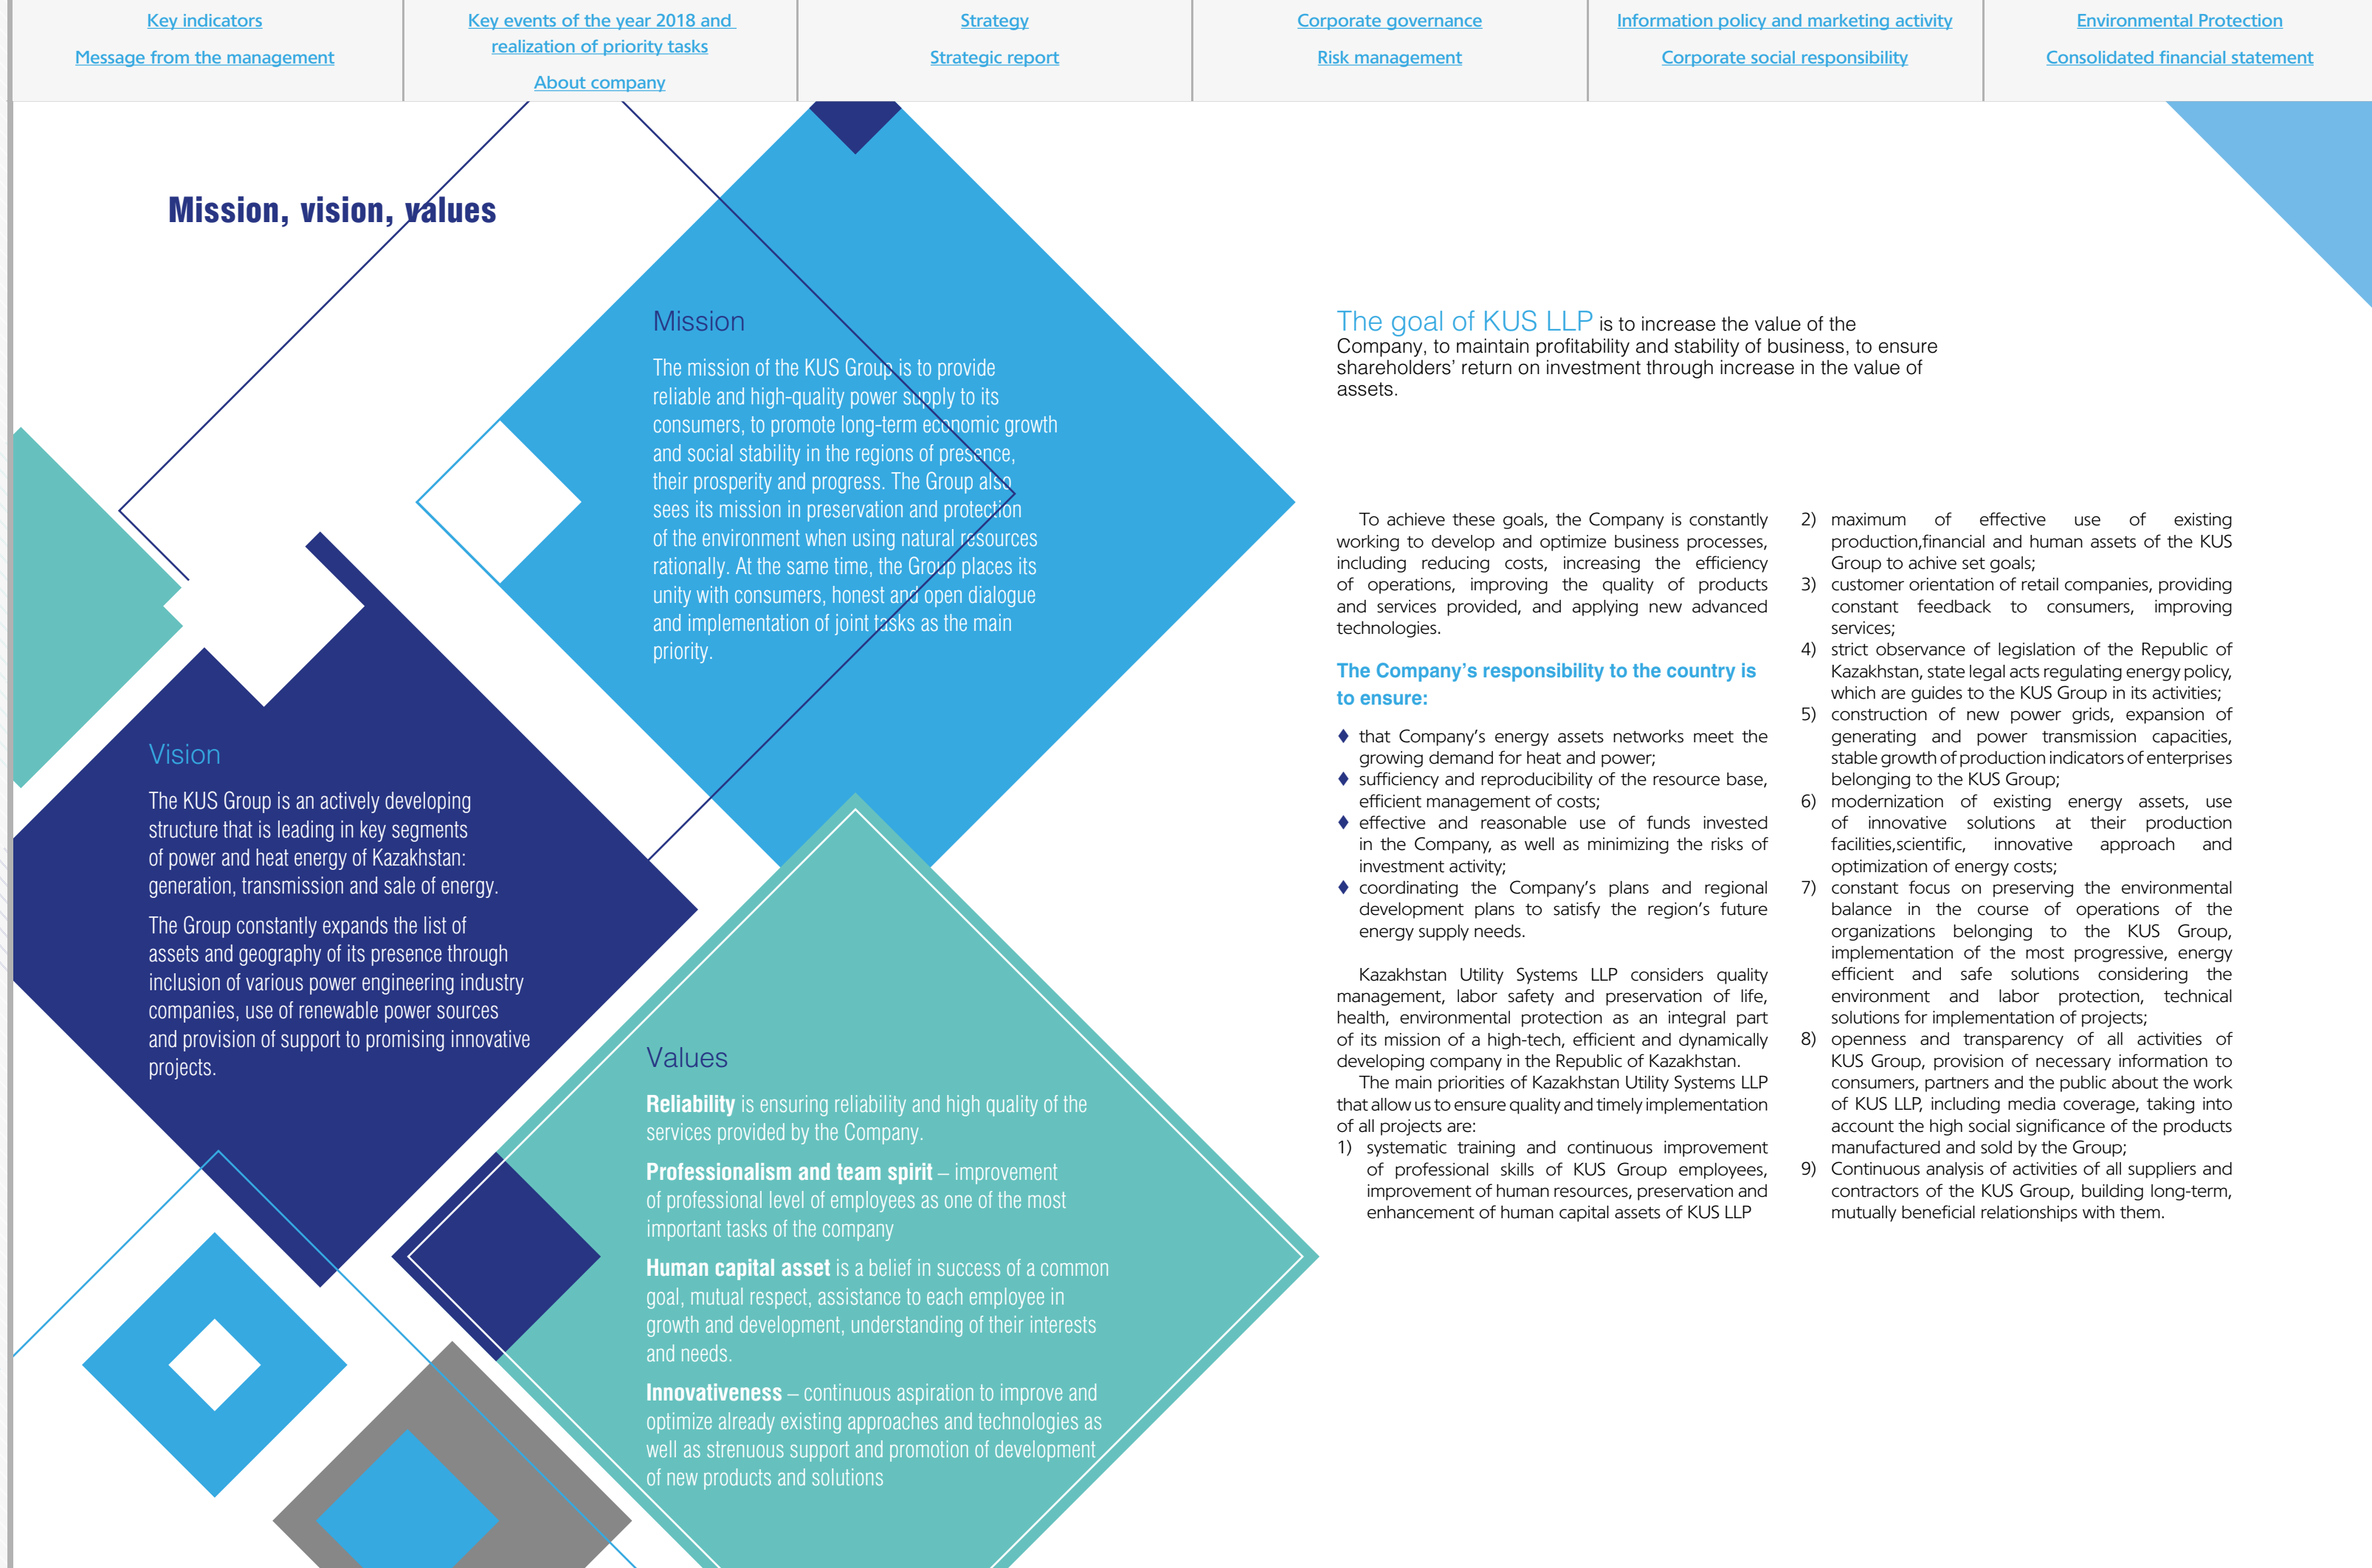 Key indicators
Message from the management
Key events of the year 2018 and
realization of priority tasks
About company
Strategy
Strategic report
Corporate governance
Risk management
Information policy and marketing activity
Corporate social responsibility
Environmental Protection
Consolidated financial statement
Mission, vision, values
Mission
The mission of the KUS Group is to provide
reliable and high-quality power supply to its
consumers, to promote long-term economic growth
and social stability in the regions of presence,
their prosperity and progress. The Group also
sees its mission in preservation and protection
of the environment when using natural resources
rationally. At the same time, the Group places its
unity with consumers, honest and open dialogue
and implementation of joint tasks as the main
priority.
Vision
The KUS Group is an actively developing
structure that is leading in key segments
of power and heat energy of Kazakhstan:
generation, transmission and sale of energy.
The Group constantly expands the list of
assets and geography of its presence through
inclusion of various power engineering industry
companies, use of renewable power sources
and provision of support to promising innovative
projects.
Values
Reliability is ensuring reliability and high quality of the
services provided by the Company.
Professionalism and team spirit – improvement
of professional level of employees as one of the most
important tasks of the company
Human capital asset is a belief in success of a common
goal, mutual respect, assistance to each employee in
growth and development, understanding of their interests
and needs.
Innovativeness – continuous aspiration to improve and
optimize already existing approaches and technologies as
well as strenuous support and promotion of development
of new products and solutions
The goal of KUS LLP is to increase the value of the
Company, to maintain profitability and stability of business, to ensure
shareholders' return on investment through increase in the value of
assets.
To achieve these goals, the Company is constantly
working to develop and optimize business processes,
including reducing costs, increasing the efficiency
of operations, improving the quality of products
and services provided, and applying new advanced
technologies.
The Company's responsibility to the country is
to ensure:
♦ that Company's energy assets networks meet the
growing demand for heat and power;
♦ sufficiency and reproducibility of the resource base,
efficient management of costs;
♦ effective and reasonable use of funds invested
in the Company, as well as minimizing the risks of
investment activity;
♦ coordinating the Company's plans and regional
development plans to satisfy the region's future
energy supply needs.
Kazakhstan Utility Systems LLP considers quality
management, labor safety and preservation of life,
health, environmental protection as an integral part
of its mission of a high-tech, efficient and dynamically
developing company in the Republic of Kazakhstan.
The main priorities of Kazakhstan Utility Systems LLP
that allow us to ensure quality and timely implementation
of all projects are:
1) systematic training and continuous improvement
of professional skills of KUS Group employees,
improvement of human resources, preservation and
enhancement of human capital assets of KUS LLP
2) maximum of effective use of existing
production,financial and human assets of the KUS
Group to achive set goals;
3) customer orientation of retail companies, providing
constant feedback to consumers, improving
services;
4) strict observance of legislation of the Republic of
Kazakhstan, state legal acts regulating energy policy,
which are guides to the KUS Group in its activities;
5) construction of new power grids, expansion of
generating and power transmission capacities,
stable growth of production indicators of enterprises
belonging to the KUS Group;
6) modernization of existing energy assets, use
of innovative solutions at their production
facilities,scientific, innovative approach and
optimization of energy costs;
7) constant focus on preserving the environmental
balance in the course of operations of the
organizations belonging to the KUS Group,
implementation of the most progressive, energy
efficient and safe solutions considering the
environment and labor protection, technical
solutions for implementation of projects;
8) openness and transparency of all activities of
KUS Group, provision of necessary information to
consumers, partners and the public about the work
of KUS LLP, including media coverage, taking into
account the high social significance of the products
manufactured and sold by the Group;
9) Continuous analysis of activities of all suppliers and
contractors of the KUS Group, building long-term,
mutually beneficial relationships with them.